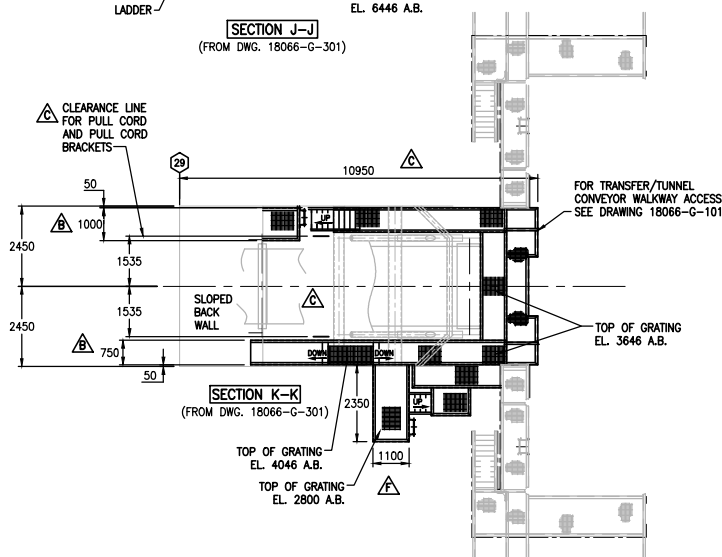 LADDER
EL. 6446 A.B.
SECTION J-J
(FROM DWG. 18066-G-301)
C
CLEARANCE LINE
FOR PULL CORD
AND PULL CORD
BRACKETS
29
10950
C
50
B
1000
2450
1535
UP
FOR TRANSFER/TUNNEL
CONVEYOR WALKWAY ACCESS
SEE DRAWING 18066-G-101
SLOPED
BACK
WALL
C
1535
2450
B
750
50
DOWN
DOWN
TOP OF GRATING
EL. 3646 A.B.
SECTION K-K
(FROM DWG. 18066-G-301)
2350
UP
TOP OF GRATING
EL. 4046 A.B.
1100
TOP OF GRATING
EL. 2800 A.B.
F